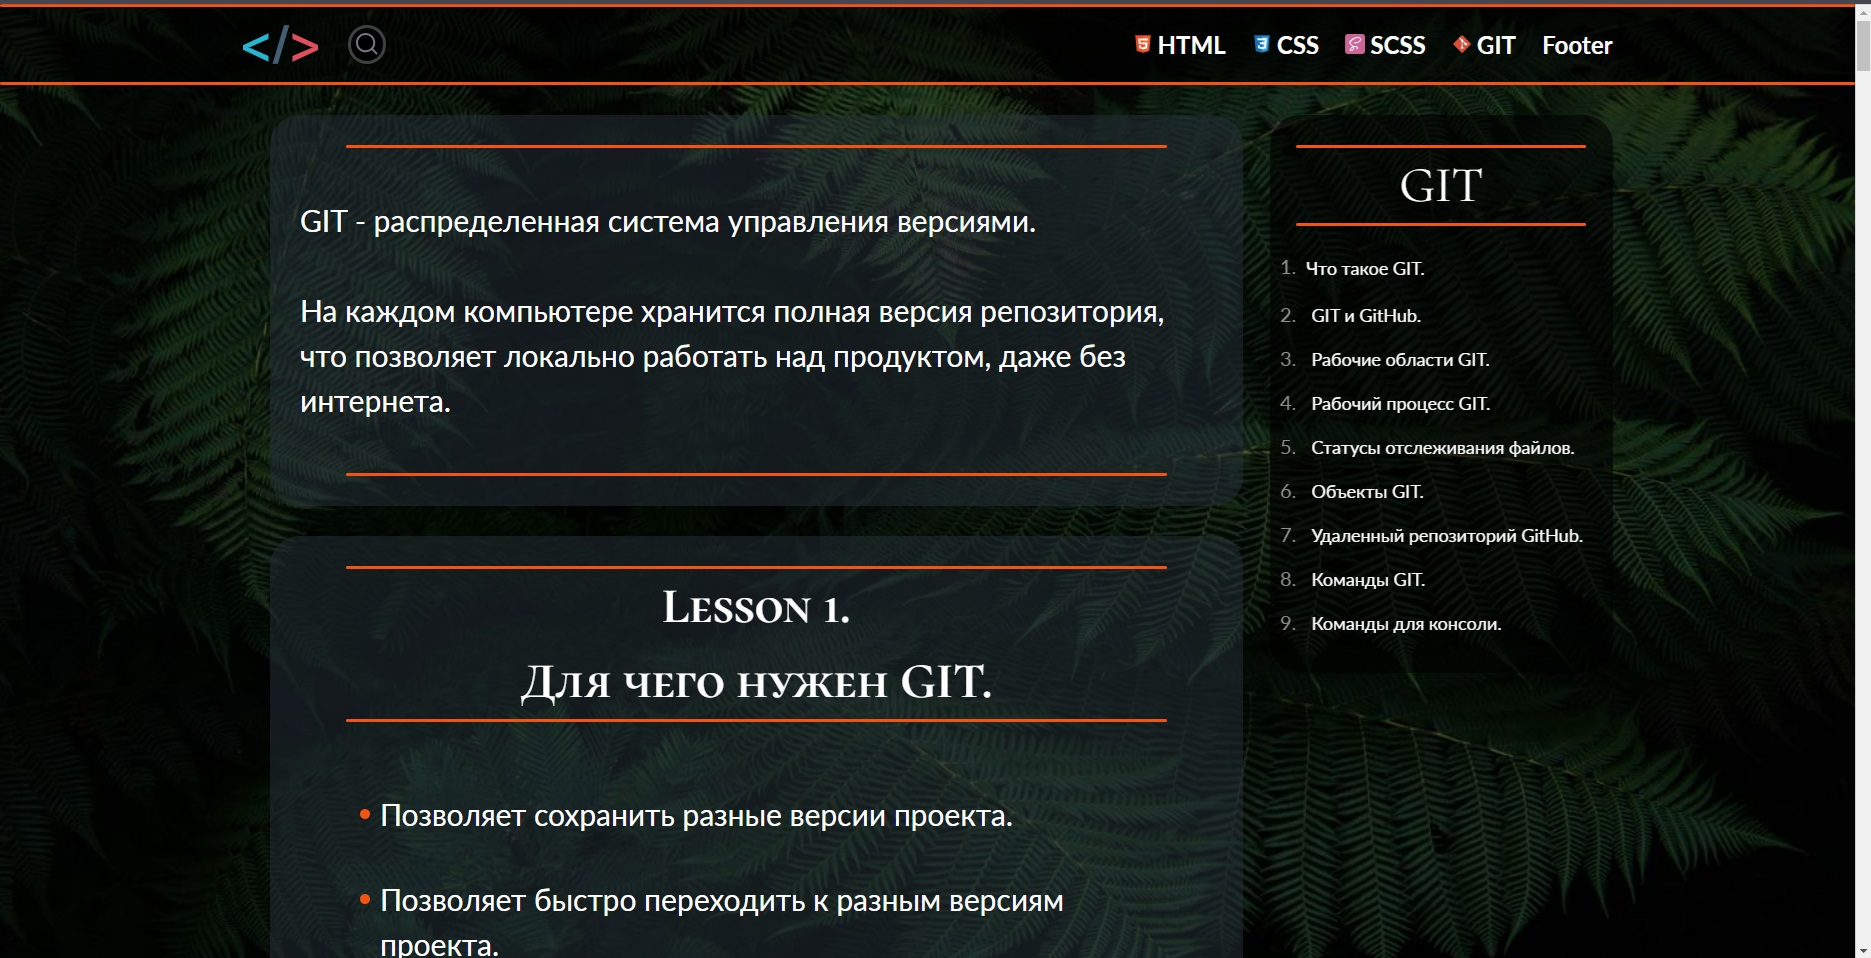 </>
HTML CSS SCSS GIT Footer
GIT - распределенная система управления версиями.
На каждом компьютере хранится полная версия репозитория,
что позволяет локально работать над продуктом, даже без
интернета.
Lesson 1.
Для чего нужен GIT.
Позволяет сохранить разные версии проекта.
Позволяет быстро переходить к разным версиям
проекта.
GIT
1. Что такое GIT.
2. GIT и GitHub.
3. Рабочие области GIT.
4. Рабочий процесс GIT.
5. Статусы отслеживания файлов.
6. Объекты GIT.
7. Удаленный репозиторий GitHub.
8. Команды GIT.
9. Команды для консоли.